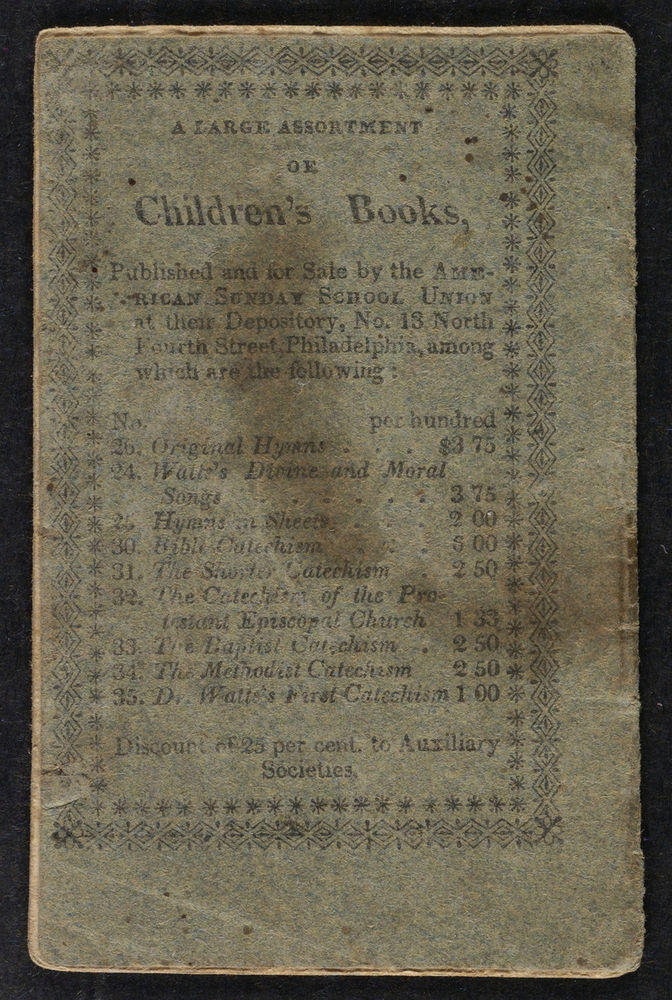 A LARGE ASSORTMENT
OF
Children's Books,
Published and for Sale by the AME-
RICAN SUNDAY SCHOOL UNION
at their Depository, No. 13 North
Fourth Street, Philadelphia, among
which are the following :
No. per hundred
Original Hymns . . . $3 75
24. Watts's Divine and Moral
Songs . . . . . . 3 75
Hymns in Sheets . . . 2 00
30. Bible Catechism . . . 00
31. The Shorter Catechism . 2 50
32. The Catechism of the Pro-
testant Episcopal Church 1 33
33. The Baptist Catechism . 2 50
34. The Methodist Catechism 2 50
35. Dr. Watts's First Catechism 1 00
Discount of 25 per cent. to Auxiliary
Societies.